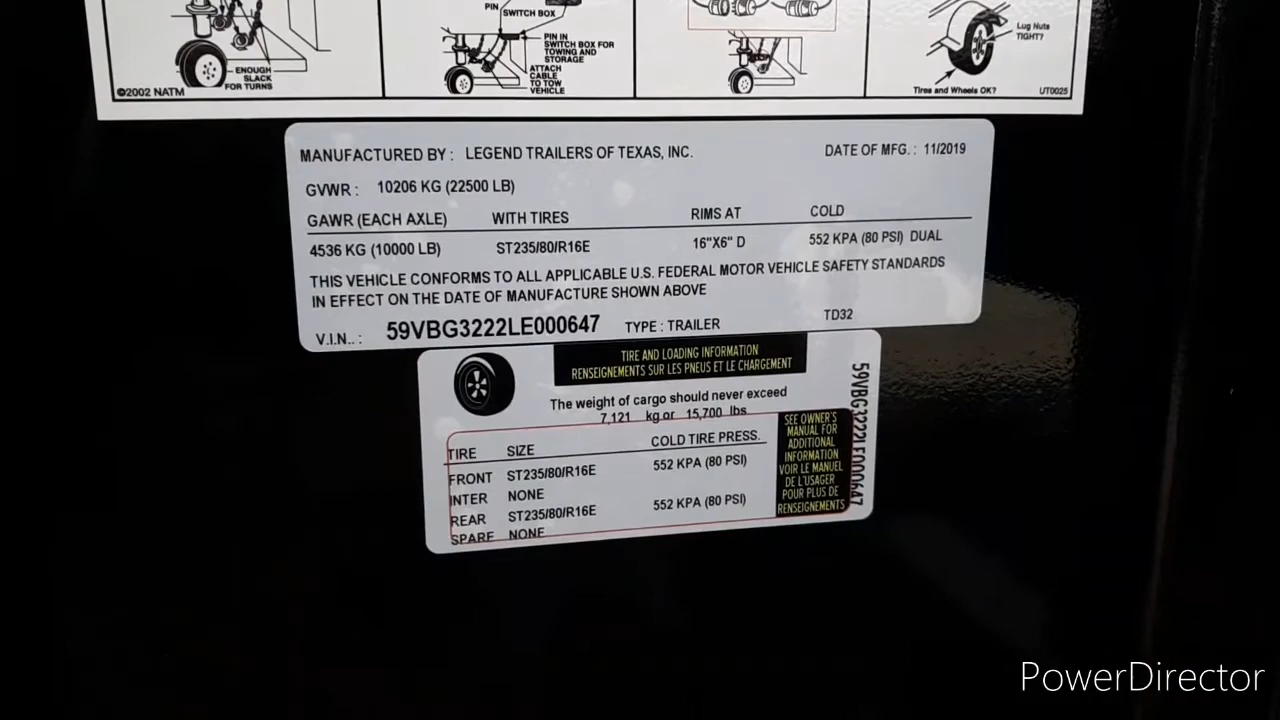 PIN
SWITCH BOX
ENOUGH
SLACK
FOR TURNS
©2002 NATM
PIN IN
SWITCH BOX FOR
TOWING AND
STORAGE
ATTACH
CABLE
TO TOW
VEHICLE
Lug Nuts
TIGHT?
Tires and Wheels OK?
UT0025
MANUFACTURED BY : LEGEND TRAILERS OF TEXAS, INC. DATE OF MFG. : 11/2019
GVWR : 10206 KG (22500 LB)
GAWR (EACH AXLE) WITH TIRES RIMS AT COLD
4536 KG (10000 LB) ST235/80/R16E 16"X6" D 552 KPA (80 PSI) DUAL
THIS VEHICLE CONFORMS TO ALL APPLICABLE U.S. FEDERAL MOTOR VEHICLE SAFETY STANDARDS
IN EFFECT ON THE DATE OF MANUFACTURE SHOWN ABOVE
V.I.N.. : 59VBG3222LE000647 TYPE : TRAILER TD32
TIRE AND LOADING INFORMATION
RENSEIGNEMENTS SUR LES PNEUS ET LE CHARGEMENT
The weight of cargo should never exceed
7,121 kg or 15,700 lbs
TIRE SIZE COLD TIRE PRESS.
FRONT ST235/80/R16E 552 KPA (80 PSI)
INTER NONE
REAR ST235/80/R16E 552 KPA (80 PSI)
SPARE NONE
SEE OWNER'S
MANUAL FOR
ADDITIONAL
INFORMATION
VOIR LE MANUEL
DE L'USAGER
POUR PLUS DE
RENSEIGNEMENTS
59VBG3222LE000647
PowerDirector